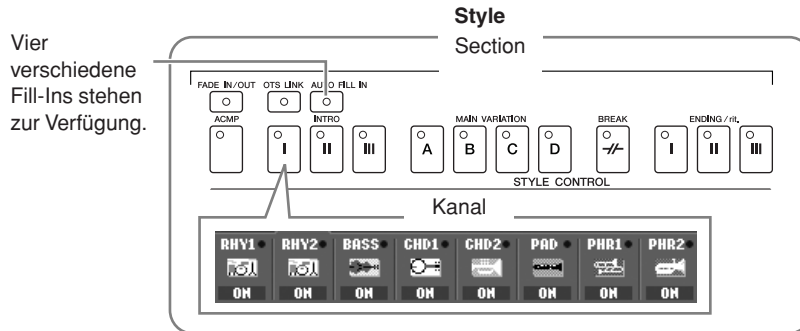 Style
Section
Vier
verschiedene
Fill-Ins stehen
zur Verfügung.
FADE IN/OUT OTS LINK AUTO FILL IN
ACMP INTRO MAIN VARIATION BREAK ENDING / rit.
I II III A B C D I II III
STYLE CONTROL
Kanal
RHY1 RHY2 BASS CHD1 CHD2 PAD PHR1 PHR2
ON ON ON ON ON ON ON ON